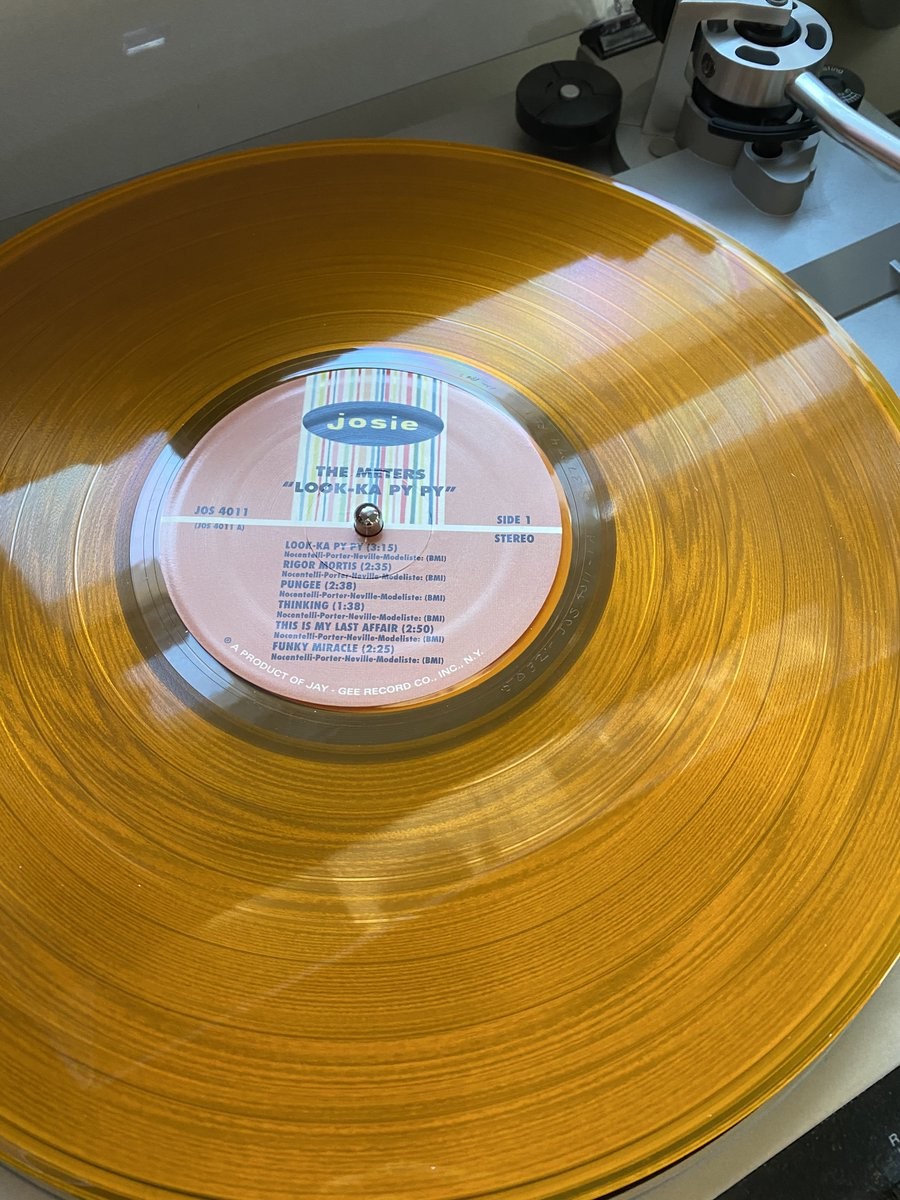 josie
THE METERS
"LOOK-KA PY PY"
JOS 4011
(JOS 4011 A)
SIDE 1
STEREO
LOOK-KA PY PY (3:15)
Nocentelli-Porter-Neville-Modeliste: (BMI)
RIGOR MORTIS (2:35)
Nocentelli-Porter-Neville-Modeliste: (BMI)
PUNGEE (2:38)
Nocentelli-Porter-Neville-Modeliste: (BMI)
THINKING (1:38)
Nocentelli-Porter-Neville-Modeliste: (BMI)
THIS IS MY LAST AFFAIR (2:50)
Nocentelli-Porter-Neville-Modeliste: (BMI)
FUNKY MIRACLE (2:25)
Nocentelli-Porter-Neville-Modeliste: (BMI)
℗ A PRODUCT OF JAY - GEE RECORD CO., INC., N.Y.